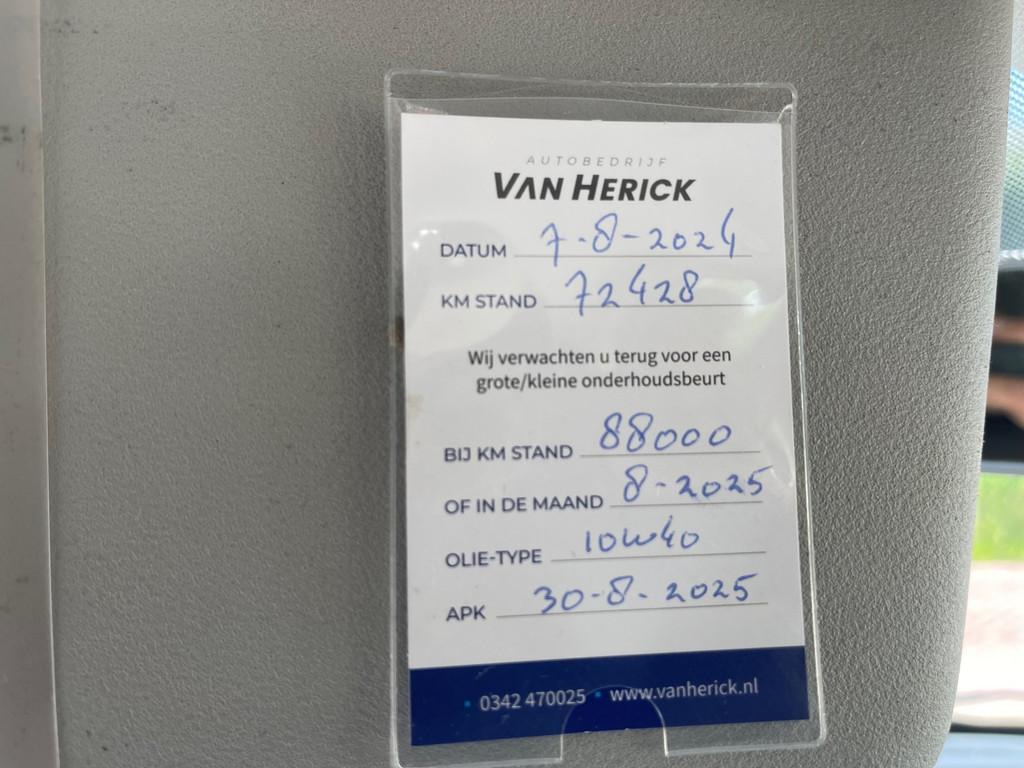 AUTOBEDRIJF
VAN HERICK
DATUM 7-8-2024
KM STAND 72428
Wij verwachten u terug voor een
grote/kleine onderhoudsbeurt
BIJ KM STAND 88000
OF IN DE MAAND 8-2025
OLIE-TYPE 10W40
APK 30-8-2025
• 0342 470025 • www.vanherick.nl